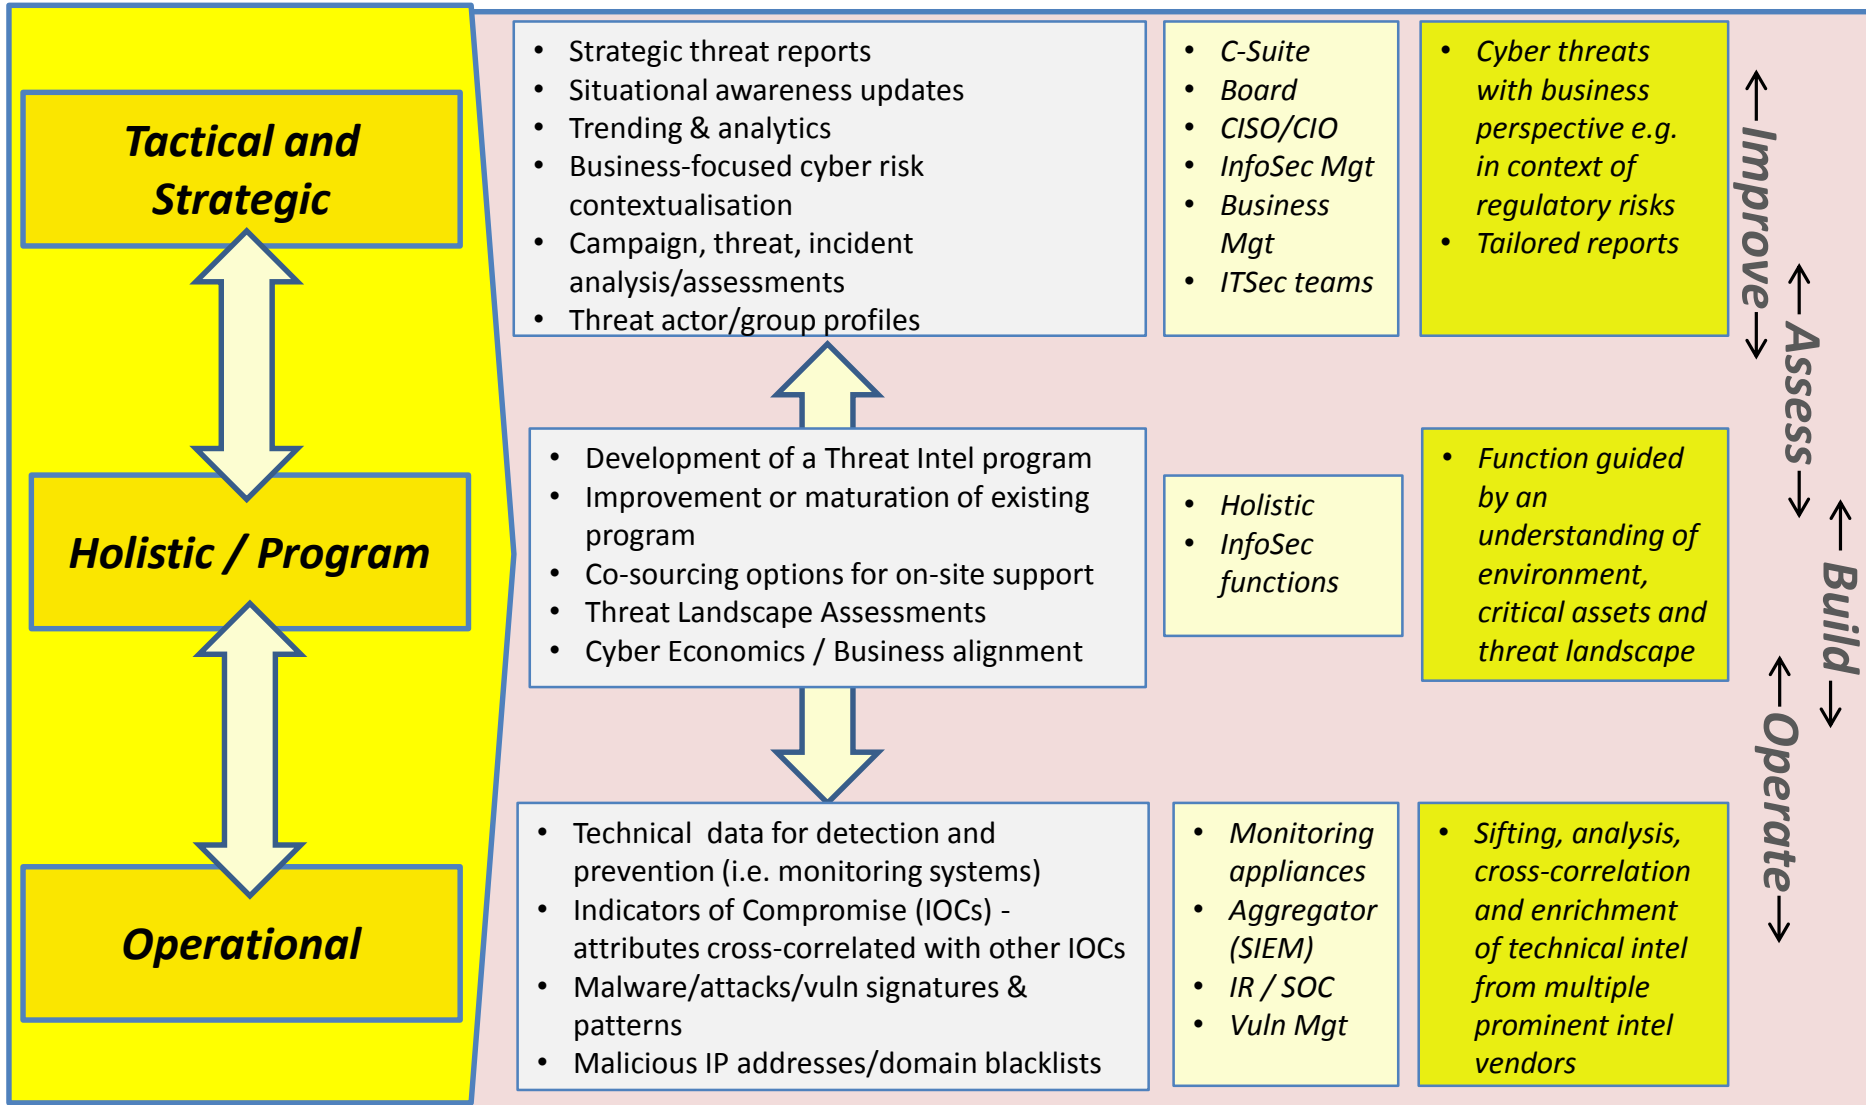 Tactical and
Strategic
• Strategic threat reports
• Situational awareness updates
• Trending & analytics
• Business-focused cyber risk
contextualisation
• Campaign, threat, incident
analysis/assessments
• Threat actor/group profiles
• C-Suite
• Board
• CISO/CIO
• InfoSec Mgt
• Business
Mgt
• ITSec teams
• Cyber threats
with business
perspective e.g.
in context of
regulatory risks
• Tailored reports
Holistic / Program
• Development of a Threat Intel program
• Improvement or maturation of existing
program
• Co-sourcing options for on-site support
• Threat Landscape Assessments
• Cyber Economics / Business alignment
• Holistic
• InfoSec
functions
• Function guided
by an
understanding of
environment,
critical assets and
threat landscape
Operational
• Technical  data for detection and
prevention (i.e. monitoring systems)
• Indicators of Compromise (IOCs) -
attributes cross-correlated with other IOCs
• Malware/attacks/vuln signatures &
patterns
• Malicious IP addresses/domain blacklists
• Monitoring
appliances
• Aggregator
(SIEM)
• IR / SOC
• Vuln Mgt
• Sifting, analysis,
cross-correlation
and enrichment
of technical intel
from multiple
prominent intel
vendors
Improve
Assess
Build
Operate